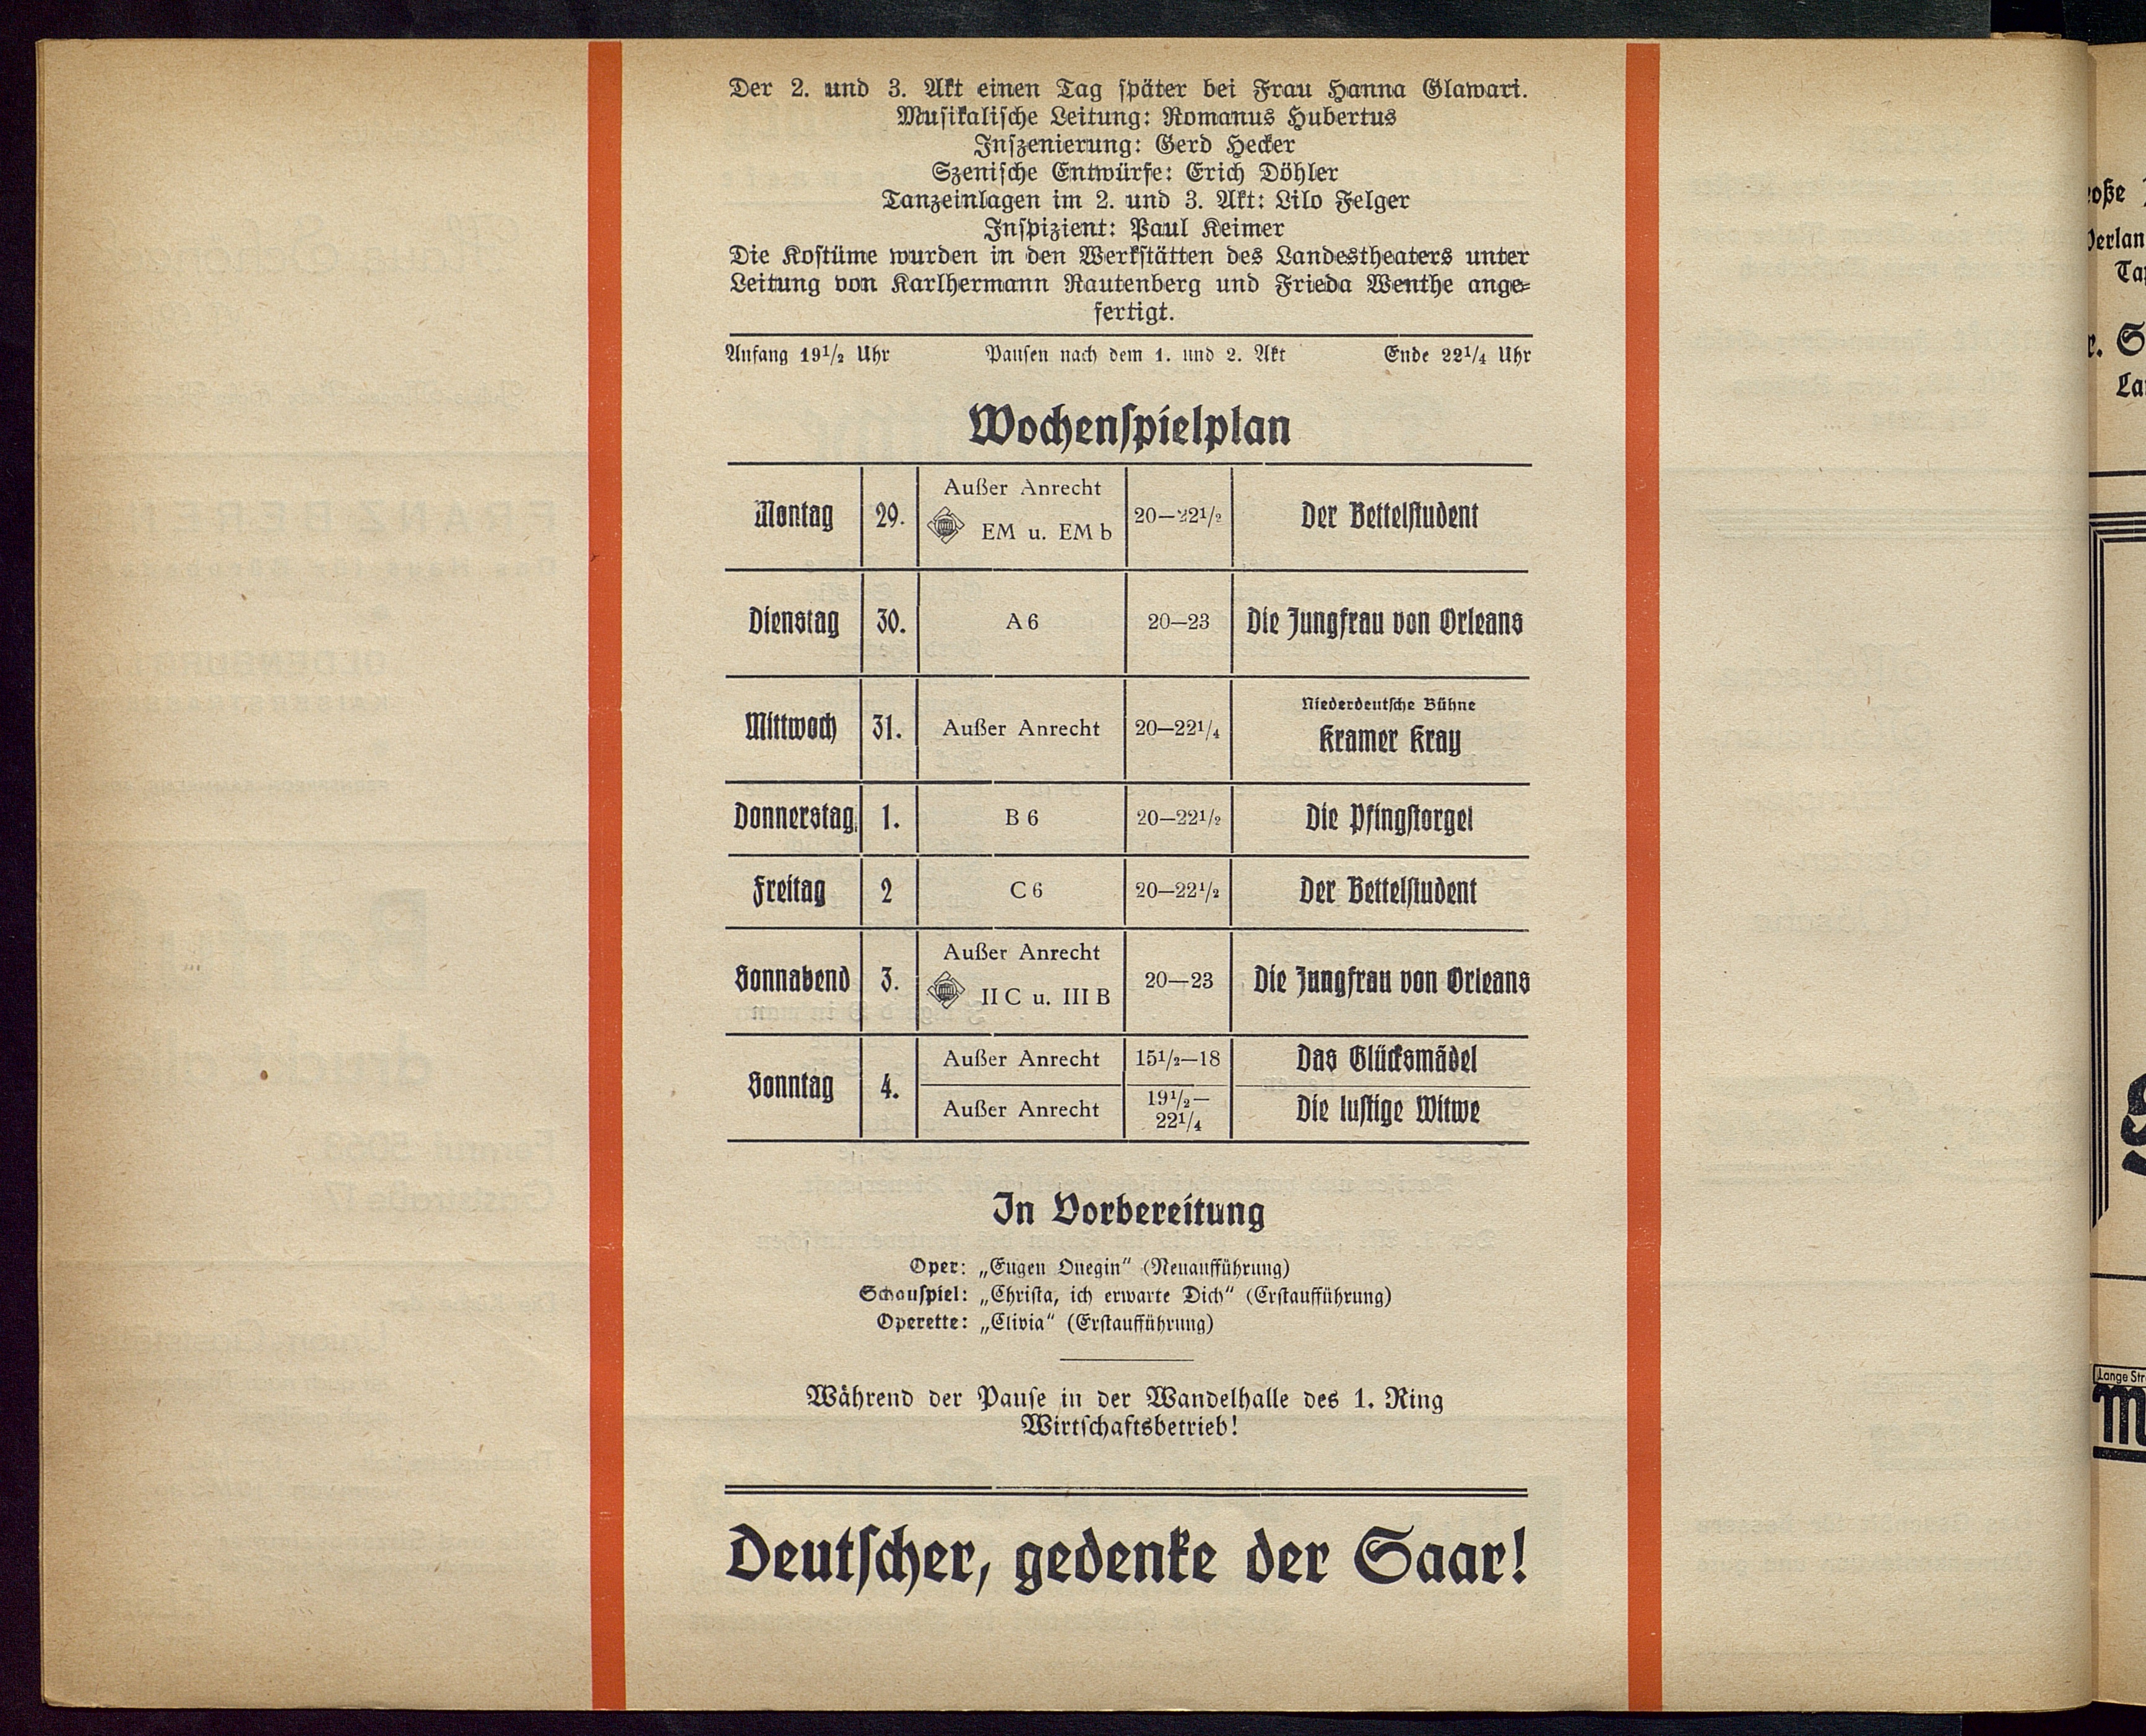 Der 2. und 3. Akt einen Tag später bei Frau Hanna Glawari.
Musikalische Leitung: Romanus Hubertus
Inszenierung: Gerd Hecker
Szenische Entwürfe: Erich Döhler
Tanzeinlagen im 2. und 3. Akt: Lilo Felger
Inspizient: Paul Keimer
Die Kostüme wurden in den Werkstätten des Landestheaters unter
Leitung von Karlhermann Rautenberg und Frieda Wenthe ange-
fertigt.
Anfang 19½ Uhr Pausen nach dem 1. und 2. Akt Ende 22¼ Uhr
Wochenspielplan
Montag 29. Außer Anrecht EM u. EM b 20—22½ Der Bettelstudent
Dienstag 30. A 6 20—23 Die Jungfrau von Orleans
Mittwoch 31. Außer Anrecht 20—22¼ Niederdeutsche Bühne
Kramer Kray
Donnerstag 1. B 6 20—22½ Die Pfingstorgel
Freitag 2 C 6 20—22½ Der Bettelstudent
Sonnabend 3. Außer Anrecht II C u. III B 20—23 Die Jungfrau von Orleans
Sonntag 4. Außer Anrecht 15½—18 Das Glücksmädel
Außer Anrecht 19½—22¼ Die lustige Witwe
In Vorbereitung
Oper: „Eugen Onegin“ (Neuaufführung)
Schauspiel: „Christa, ich erwarte Dich“ (Erstaufführung)
Operette: „Clivia“ (Erstaufführung)
Während der Pause in der Wandelhalle des 1. Ring
Wirtschaftsbetrieb!
Deutscher, gedenke der Saar!